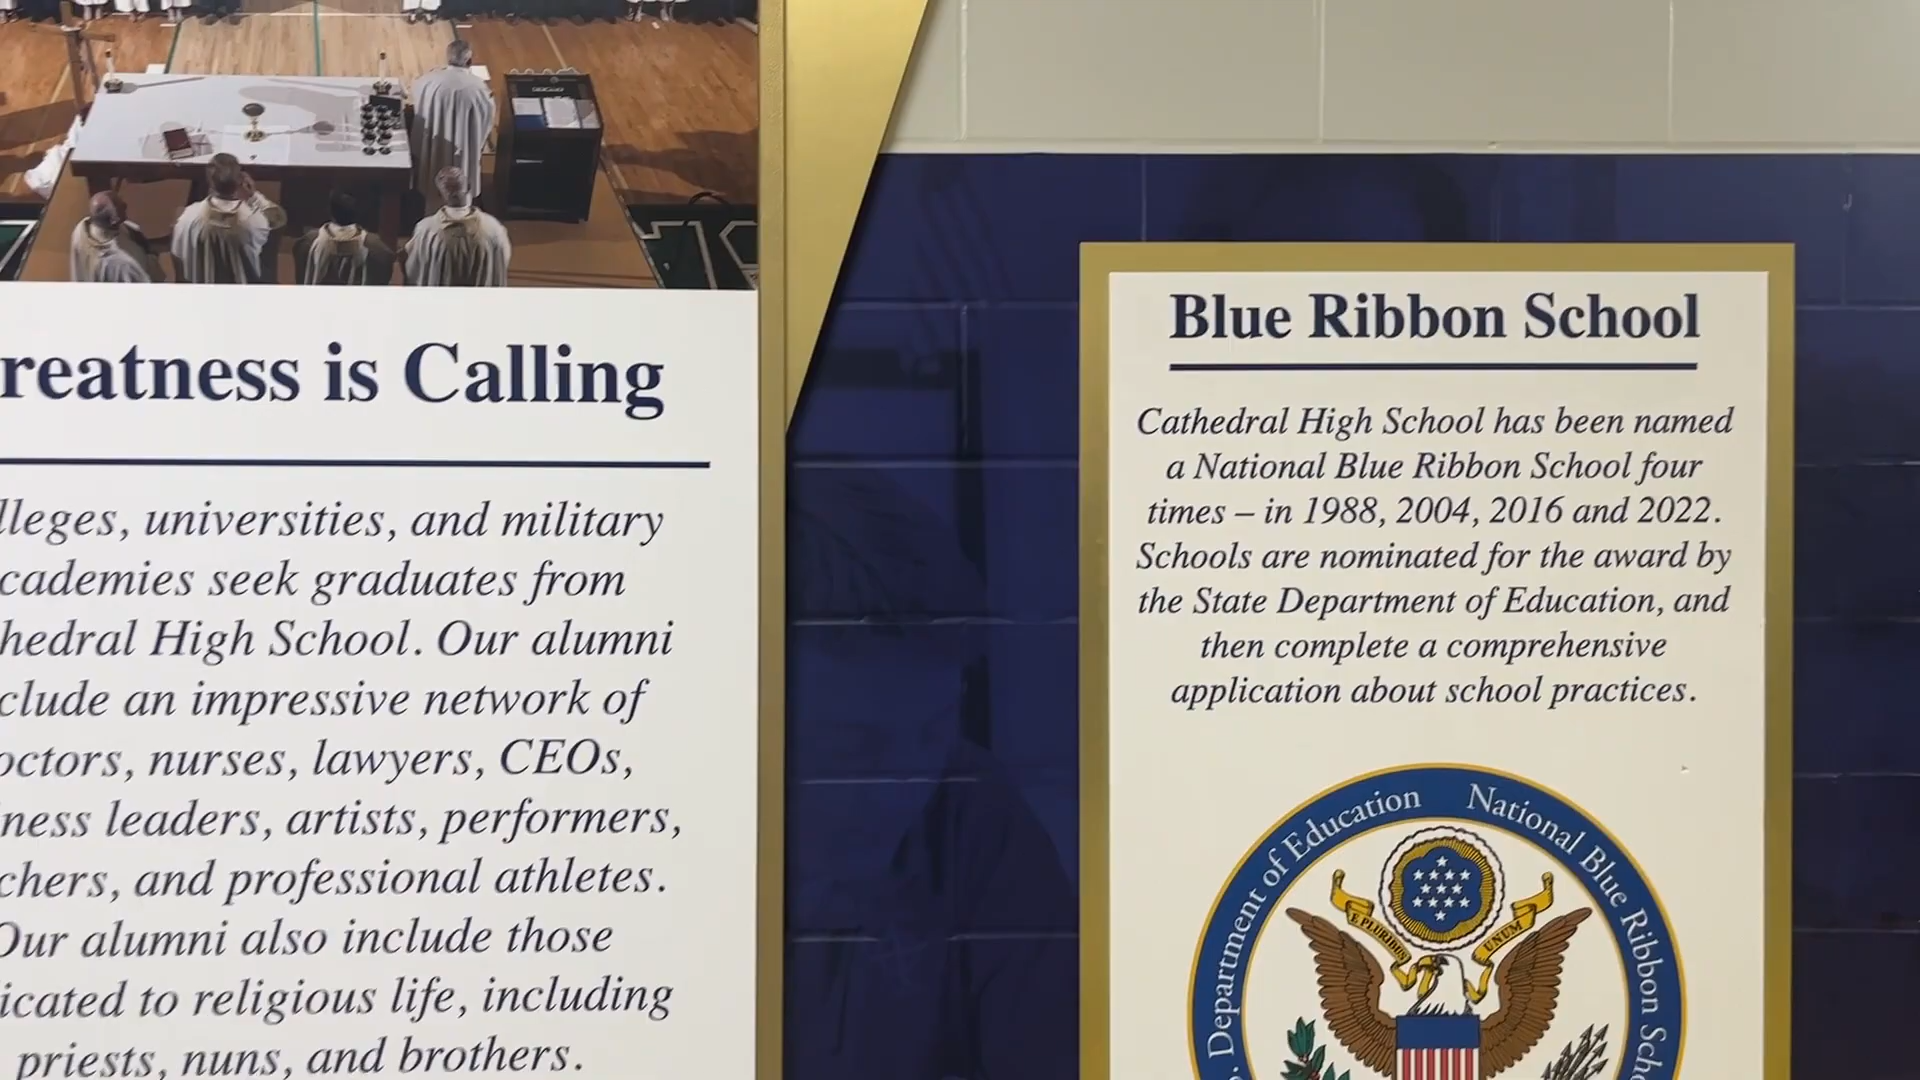 reatness is Calling
lleges, universities, and military
cademies seek graduates from
hedral High School. Our alumni
clude an impressive network of
octors, nurses, lawyers, CEOs,
ness leaders, artists, performers,
chers, and professional athletes.
Our alumni also include those
icated to religious life, including
priests, nuns, and brothers.
Blue Ribbon School
Cathedral High School has been named
a National Blue Ribbon School four
times – in 1988, 2004, 2016 and 2022.
Schools are nominated for the award by
the State Department of Education, and
then complete a comprehensive
application about school practices.
Department of Education National Blue Ribbon Scho
E PLURIBUS UNUM